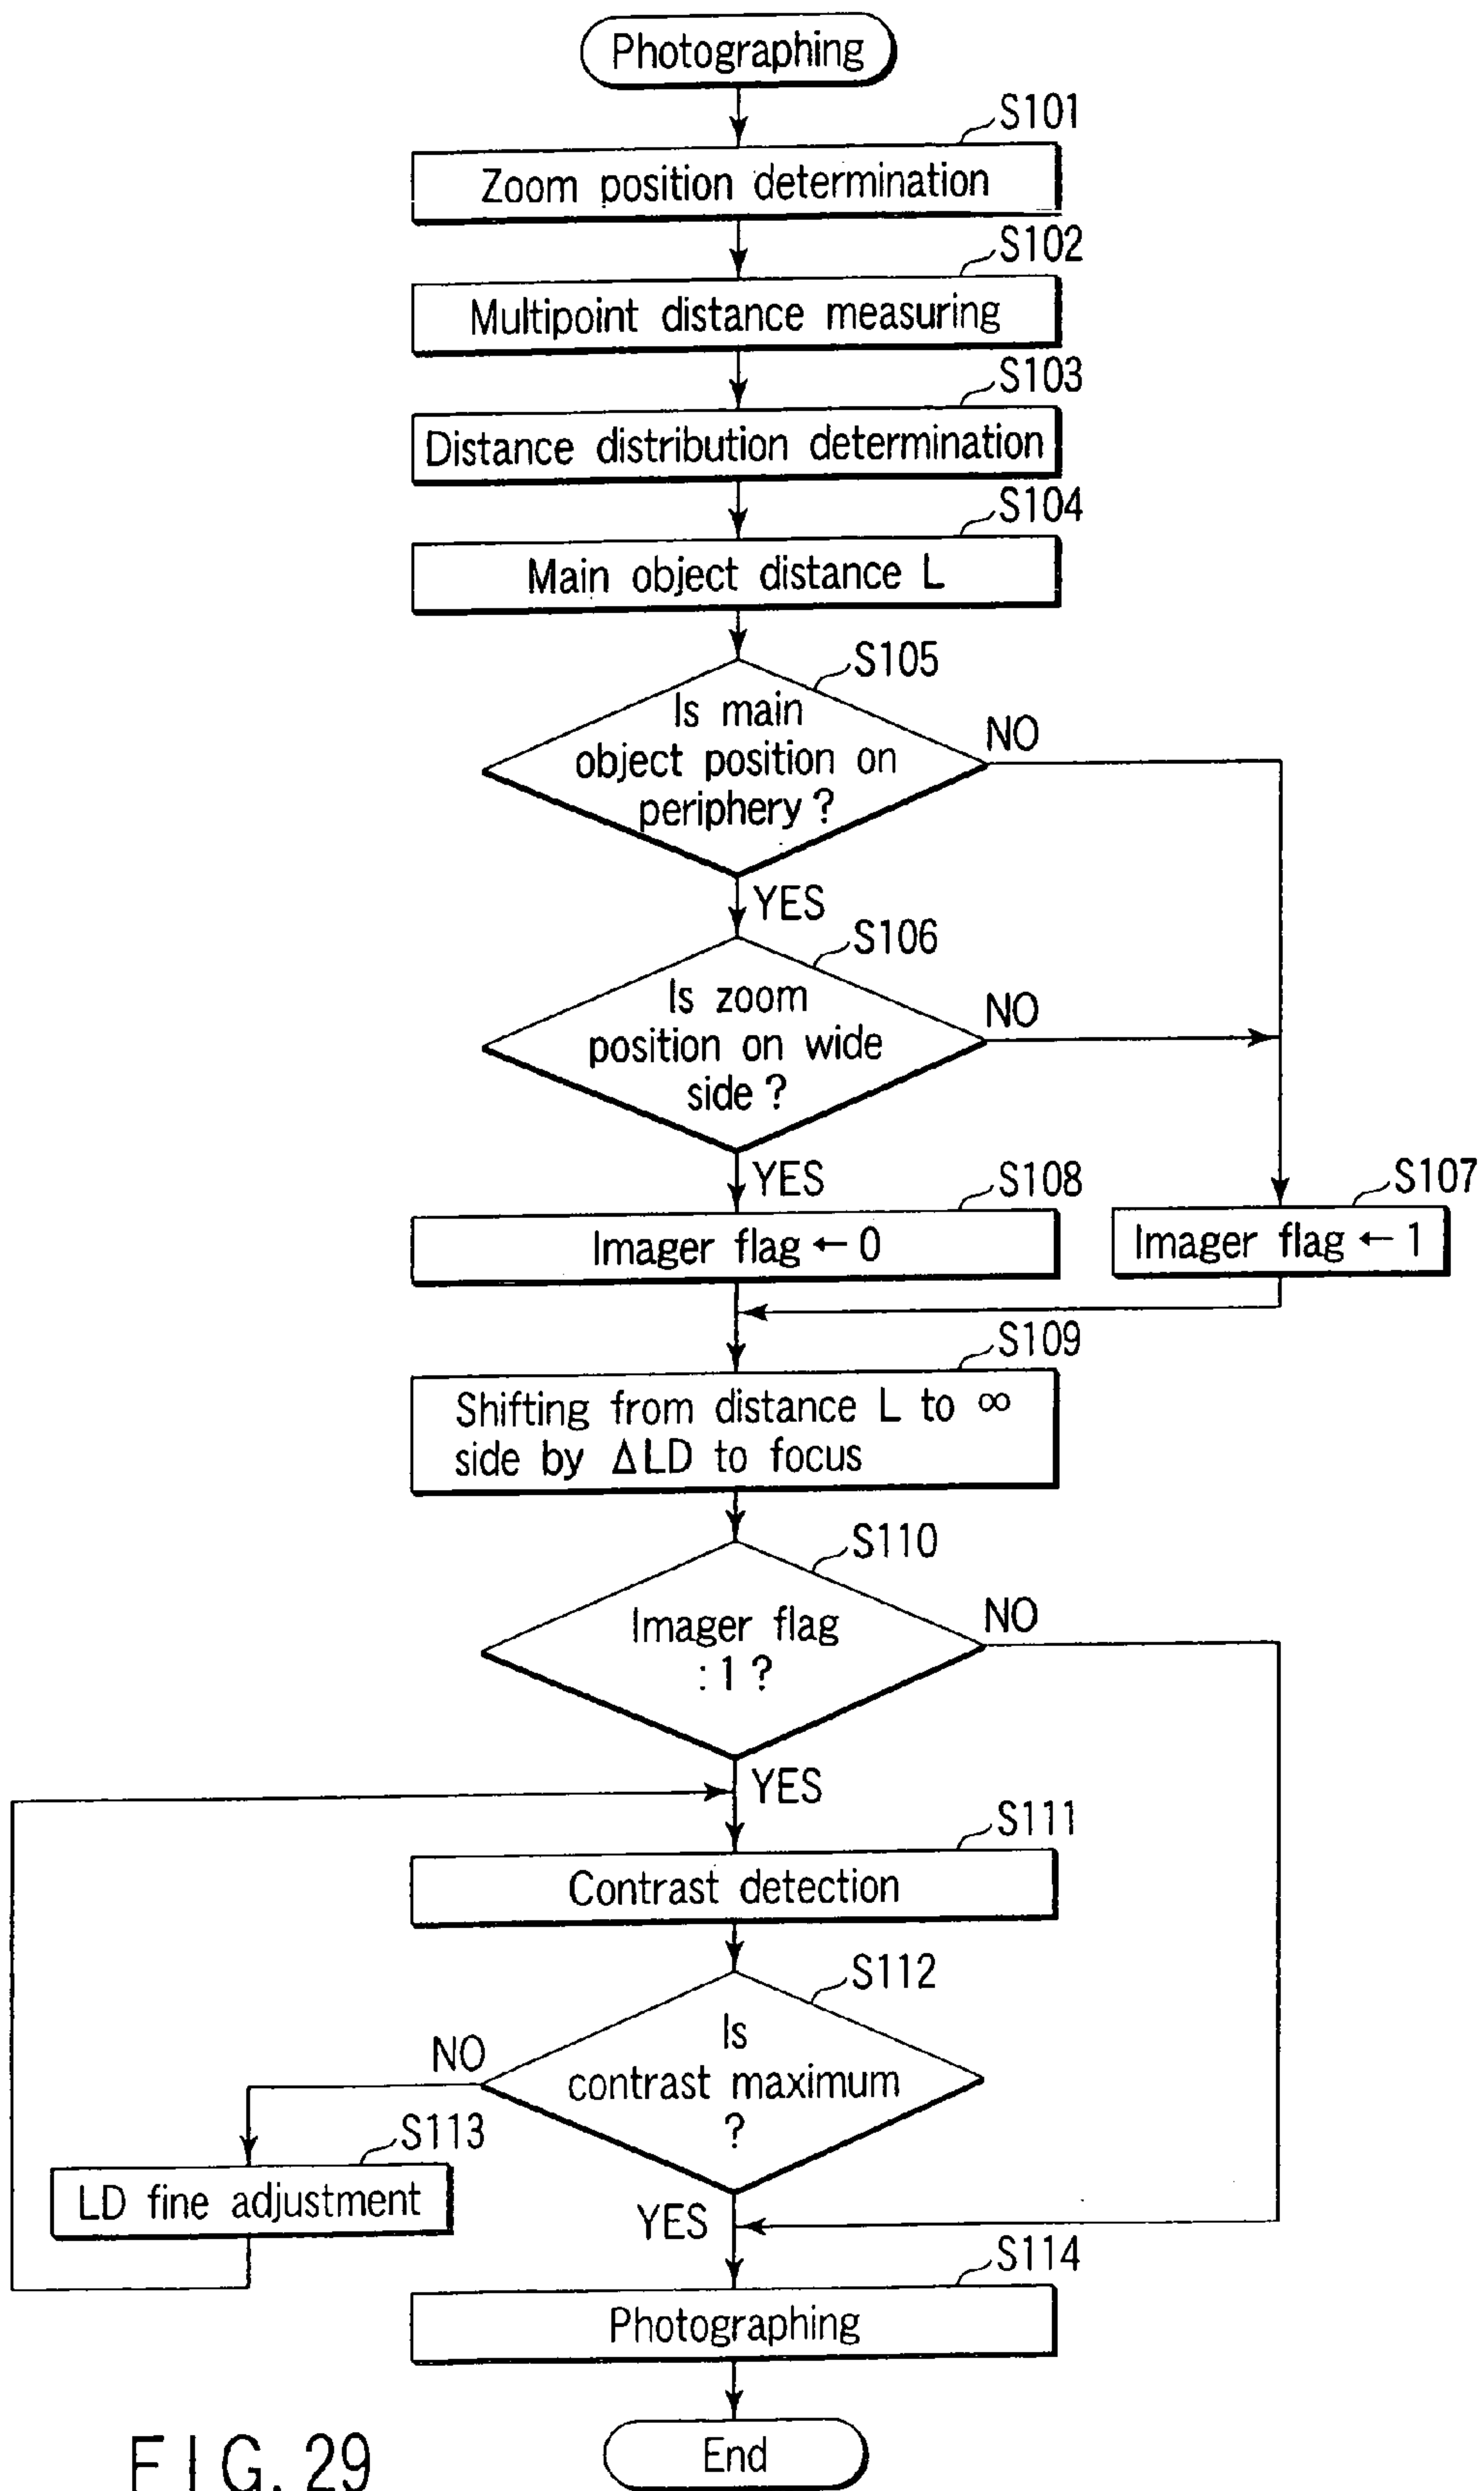 Photographing
S101
Zoom position determination
S102
Multipoint distance measuring
S103
Distance distribution determination
S104
Main object distance L
S105
Is main
object position on
periphery ?
NO
YES
S106
Is zoom
position on wide
side ?
NO
YES
S108
Imager flag ← 0
S107
Imager flag ← 1
S109
Shifting from distance L to ∞
side by ΔLD to focus
S110
Imager flag
: 1 ?
NO
YES
S111
Contrast detection
S112
Is
contrast maximum
?
NO
S113
LD fine adjustment
YES
S114
Photographing
End
FIG. 29